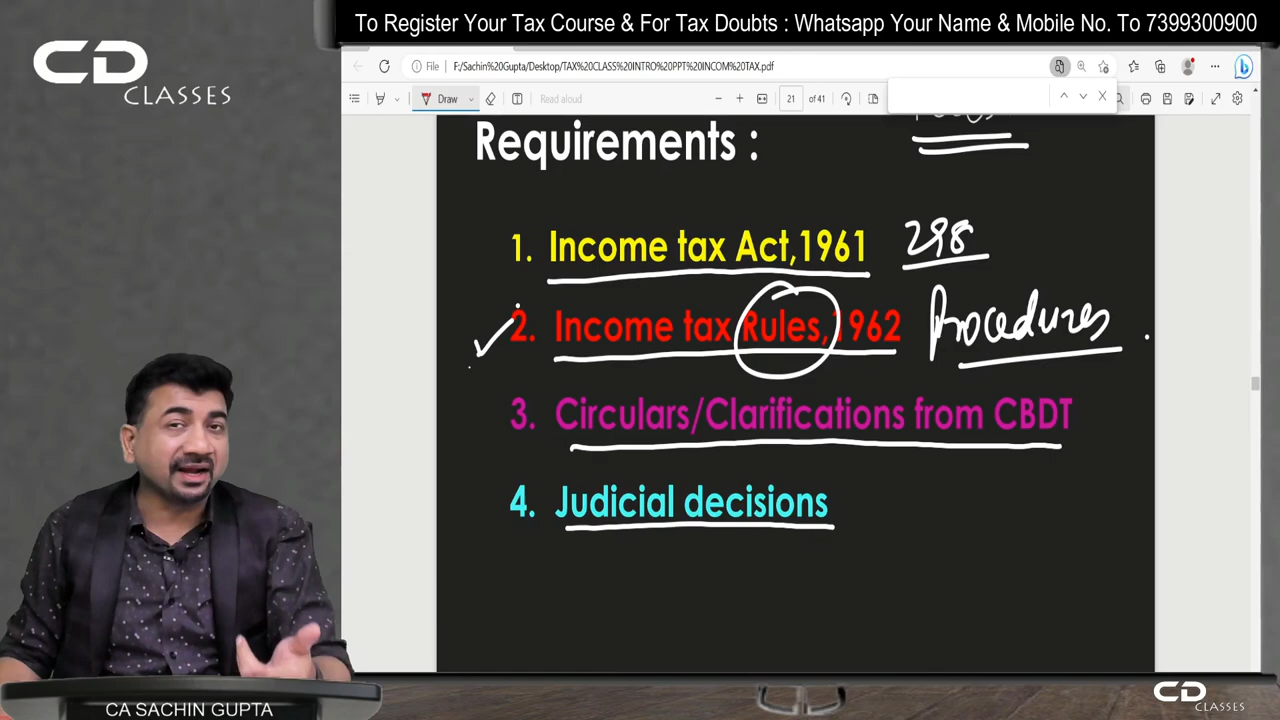 To Register Your Tax Course & For Tax Doubts : Whatsapp Your Name & Mobile No. To 7399300900
CD
CLASSES
File F:/Sachin%20Gupta/Desktop/TAX%20CLASS%20INTRO%20PPT%20INCOM%20TAX.pdf
Draw Read aloud 21 of 41
Requirements :
1. Income tax Act,1961 298
2. Income tax Rules,1962 Procedures
3. Circulars/Clarifications from CBDT
4. Judicial decisions
CA SACHIN GUPTA
CD
CLASSES